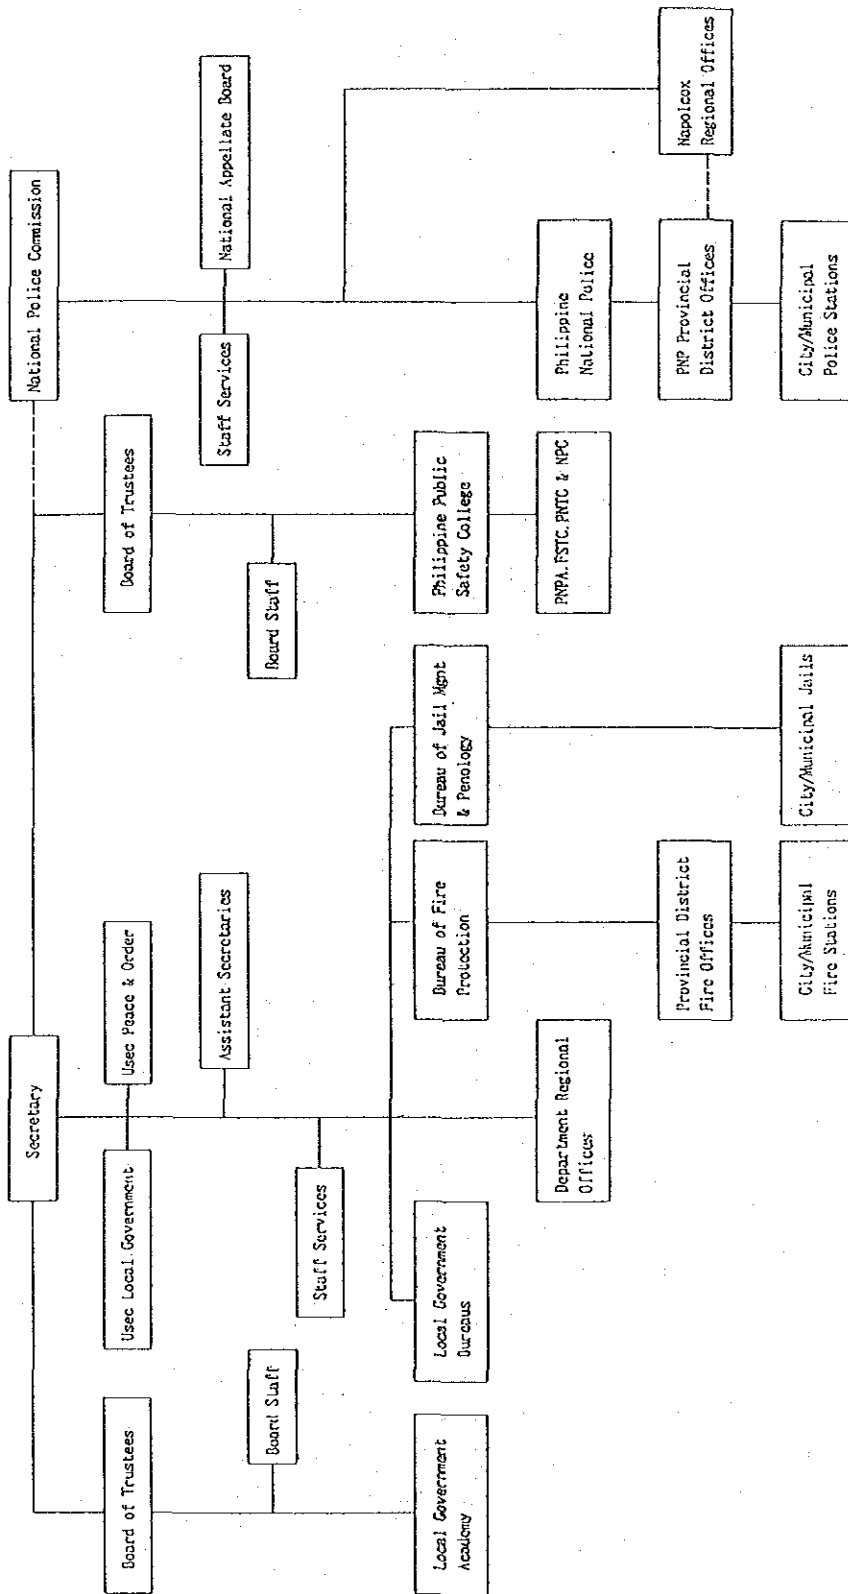 Secretary
National Police Commission
Board of Trustees
Usec Local Government
Usec Peace & Order
Board of Trustees
Assistant Secretaries
Staff Services
National Appellate Board
Board Staff
Staff Services
Board Staff
Local Government
Academy
Local Government
Bureaus
Bureau of Fire
Protection
Bureau of Jail Mgmt
& Penology
Philippine Public
Safety College
Department Regional
Offices
PNPA, FSTC, PNTC & NPC
Philippine
National Police
Provincial District
Fire Offices
PNP Provincial
District Offices
Napolcox
Regional Offices
City/Municipal
Fire Stations
City/Municipal Jails
City/Municipal
Police Stations